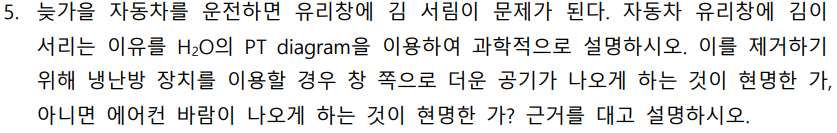 5. 늦가을 자동차를 운전하면 유리창에 김 서림이 문제가 된다. 자동차 유리창에 김이
서리는 이유를 H₂O의 PT diagram을 이용하여 과학적으로 설명하시오. 이를 제거하기
위해 냉난방 장치를 이용할 경우 창 쪽으로 더운 공기가 나오게 하는 것이 현명한 가,
아니면 에어컨 바람이 나오게 하는 것이 현명한 가? 근거를 대고 설명하시오.